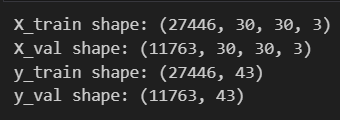 X_train shape: (27446, 30, 30, 3)
X_val shape: (11763, 30, 30, 3)
y_train shape: (27446, 43)
y_val shape: (11763, 43)